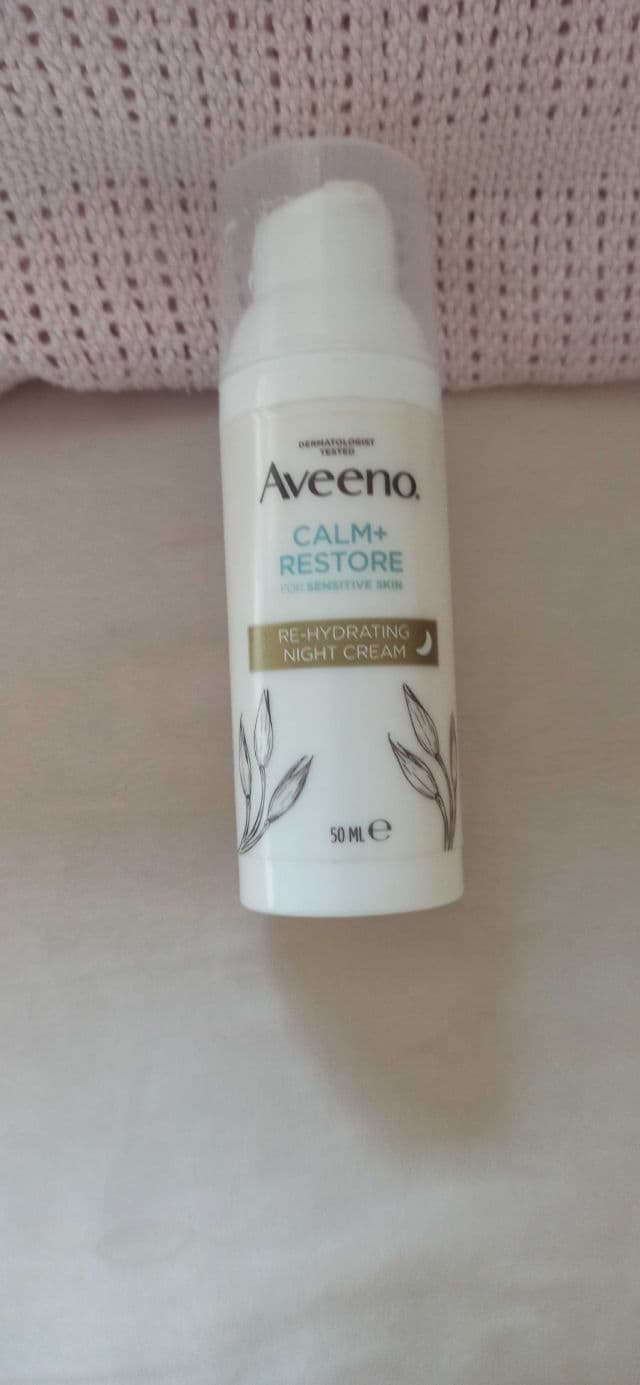 DERMATOLOGIST
TESTED
Aveeno.
CALM+
RESTORE
FOR SENSITIVE SKIN
RE-HYDRATING
NIGHT CREAM
50 ML ℮